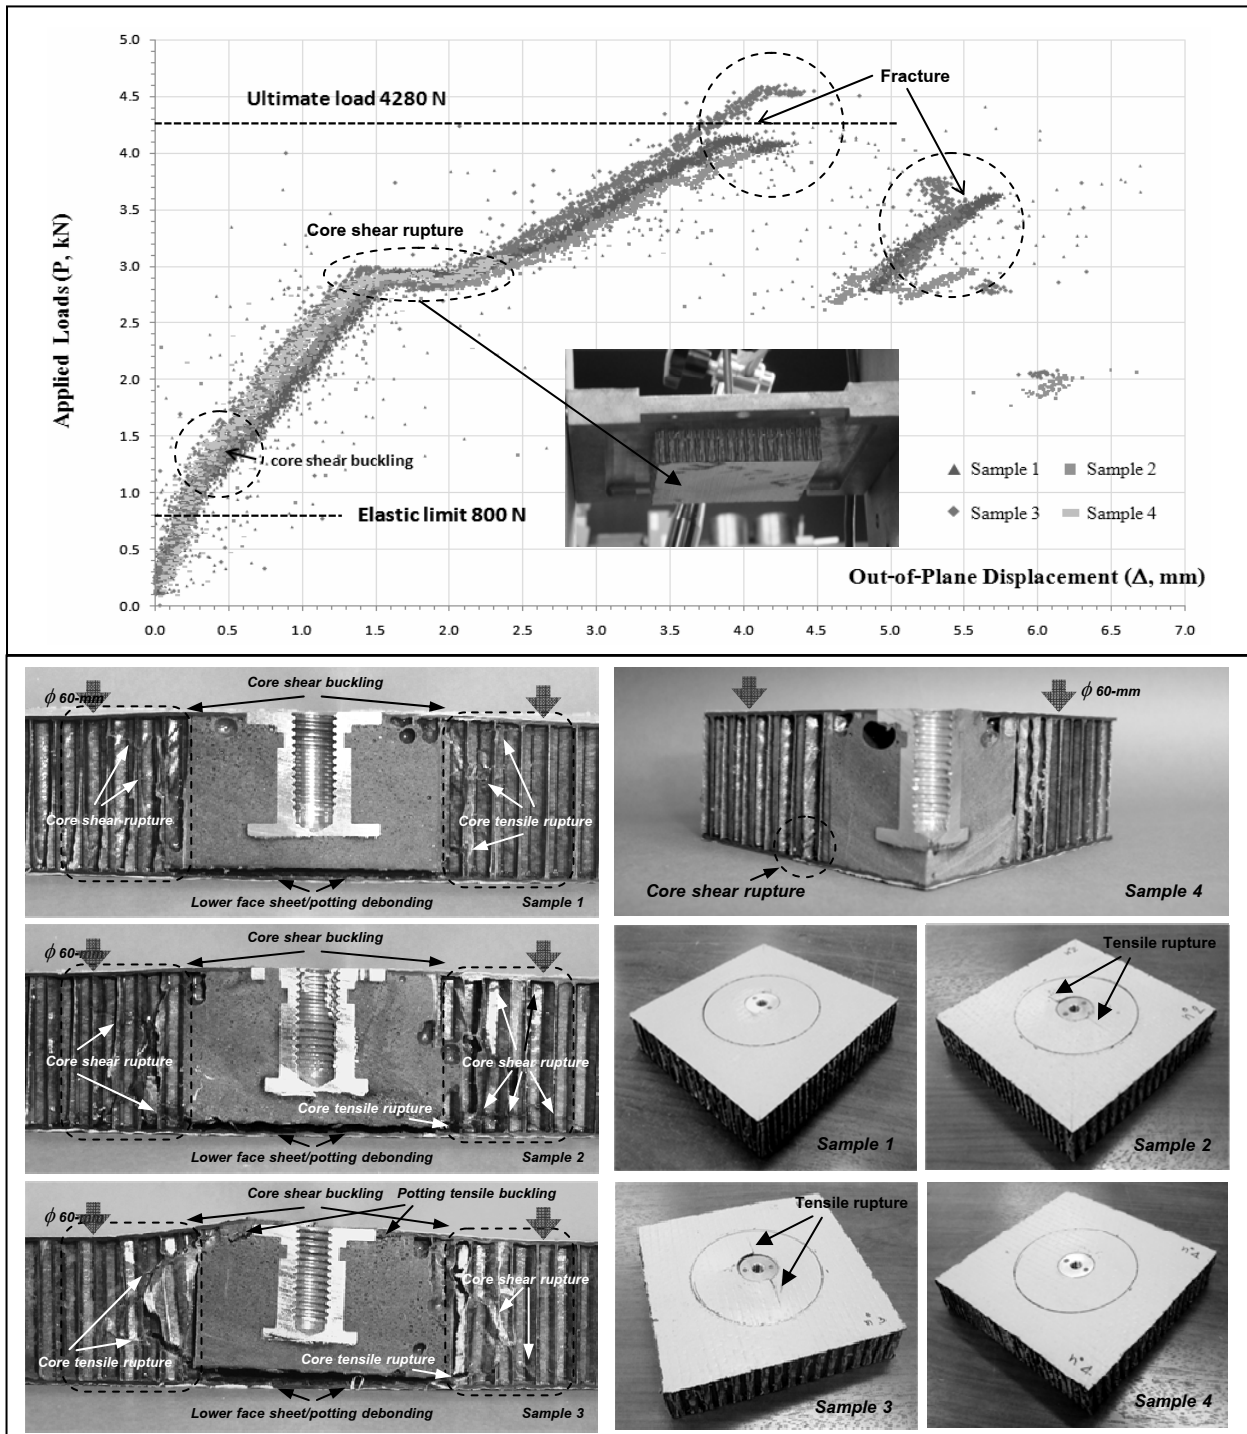 5.0
4.5
4.0
3.5
3.0
2.5
2.0
1.5
1.0
0.5
0.0
Applied Loads (P, kN)
Ultimate load 4280 N
Fracture
Core shear rupture
core shear buckling
Elastic limit 800 N
Sample 1
Sample 2
Sample 3
Sample 4
Out-of-Plane Displacement (Δ, mm)
0.0 0.5 1.0 1.5 2.0 2.5 3.0 3.5 4.0 4.5 5.0 5.5 6.0 6.5 7.0
ϕ 60-mm
Core shear buckling
Core shear rupture
Core tensile rupture
Lower face sheet/potting debonding
Sample 1
ϕ 60-mm
Core shear rupture
Sample 4
ϕ 60-mm
Core shear buckling
Core shear rupture
Core shear rupture
Core tensile rupture
Lower face sheet/potting debonding
Sample 2
Sample 1
Tensile rupture
n°2
Sample 2
ϕ 60-mm
Core shear buckling
Potting tensile buckling
Core shear rupture
Core tensile rupture
Core tensile rupture
Lower face sheet/potting debonding
Sample 3
Tensile rupture
Sample 3
n°4
Sample 4